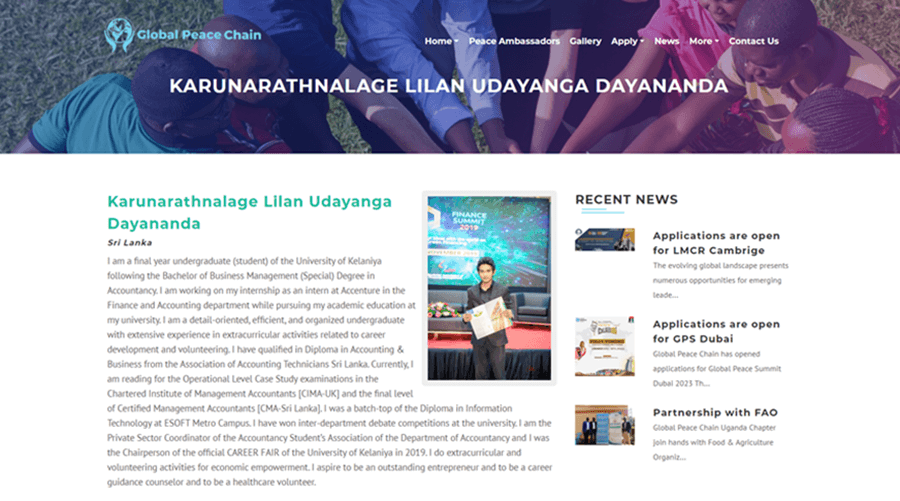 Global Peace Chain
Home Peace Ambassadors Gallery Apply News More Contact Us
KARUNARATHNALAGE LILAN UDAYANGA DAYANANDA
Karunarathnalage Lilan Udayanga
Dayananda
Sri Lanka
I am a final year undergraduate (student) of the University of Kelaniya
following the Bachelor of Business Management (Special) Degree in
Accountancy. I am working on my internship as an intern at Accenture in the
Finance and Accounting department while pursuing my academic education at
my university. I am a detail-oriented, efficient, and organized undergraduate
with extensive experience in extracurricular activities related to career
development and volunteering. I have qualified in Diploma in Accounting &
Business from the Association of Accounting Technicians Sri Lanka. Currently, I
am reading for the Operational Level Case Study examinations in the
Chartered Institute of Management Accountants [CIMA-UK] and the final level
of Certified Management Accountants [CMA-Sri Lanka]. I was a batch-top of the Diploma in Information
Technology at ESOFT Metro Campus. I have won inter-department debate competitions at the university. I am the
Private Sector Coordinator of the Accountancy Student's Association of the Department of Accountancy and I was
the Chairperson of the official CAREER FAIR of the University of Kelaniya in 2019. I do extracurricular and
volunteering activities for economic empowerment. I aspire to be an outstanding entrepreneur and to be a career
guidance counselor and to be a healthcare volunteer.
FINANCE
SUMMIT
2019
RECENT NEWS
Applications are open
for LMCR Cambrige
The evolving global landscape presents
numerous opportunities for emerging
leade...
Applications are open
for GPS Dubai
Global Peace Chain has opened
applications for Global Peace Summit
Dubai 2023 Th...
Partnership with FAO
Global Peace Chain Uganda Chapter
join hands with Food & Agriculture
Organiz...